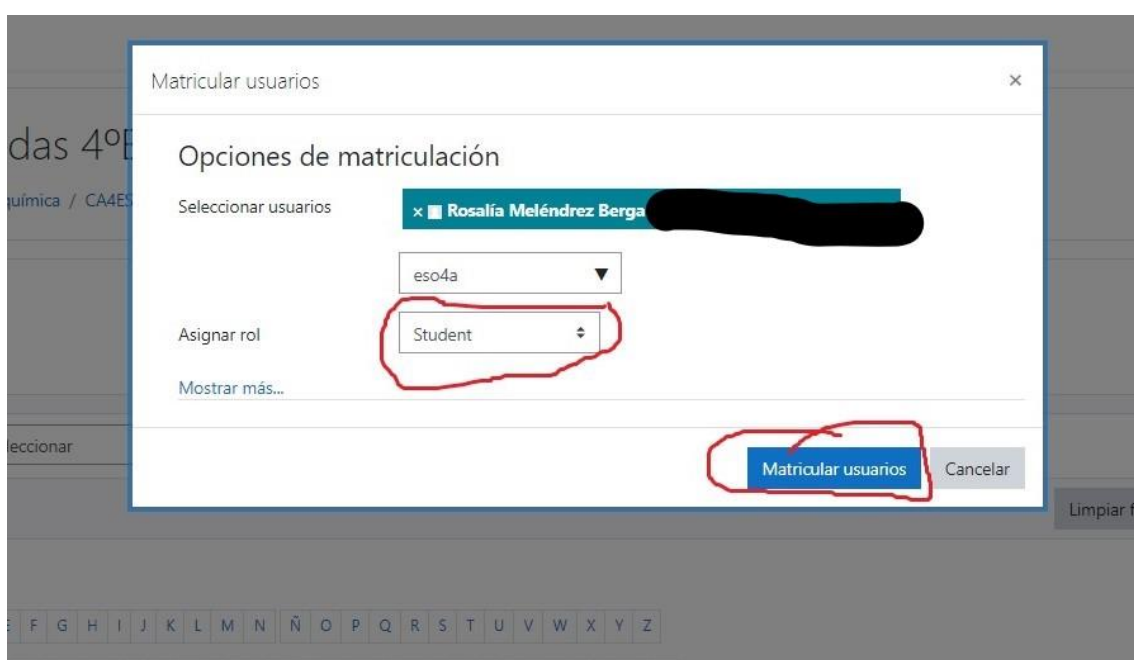 Matricular usuarios ×
das 4º
química / CA4ES
Opciones de matriculación
Seleccionar usuarios × Rosalía Meléndrez Berga
eso4a ▼
Asignar rol Student
Mostrar más...
leccionar
Matricular usuarios Cancelar
Limpiar f
F G H I J K L M N Ñ O P Q R S T U V W X Y Z